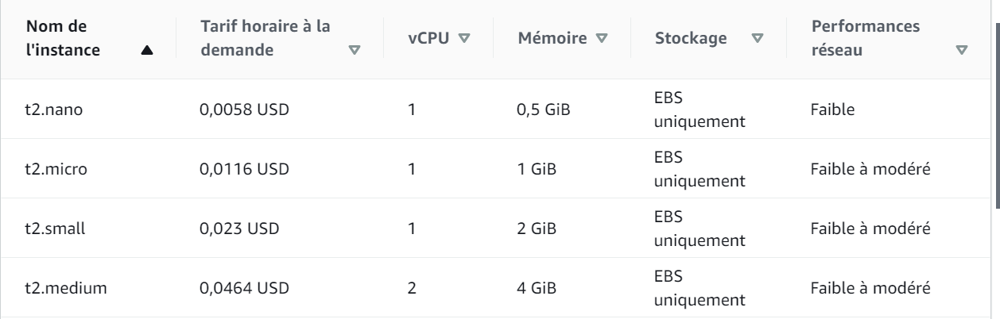 Nom de
l'instance
Tarif horaire à la
demande
vCPU
Mémoire
Stockage
Performances
réseau
t2.nano
0,0058 USD
1
0,5 GiB
EBS
uniquement
Faible
t2.micro
0,0116 USD
1
1 GiB
EBS
uniquement
Faible à modéré
t2.small
0,023 USD
1
2 GiB
EBS
uniquement
Faible à modéré
t2.medium
0,0464 USD
2
4 GiB
EBS
uniquement
Faible à modéré